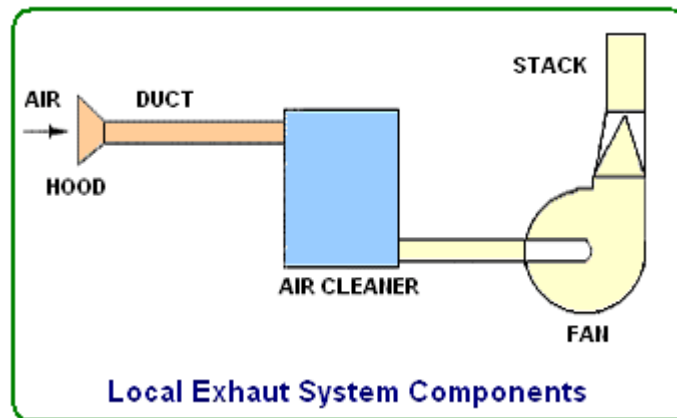 STACK
AIR
DUCT
HOOD
AIR CLEANER
FAN
Local Exhaut System Components